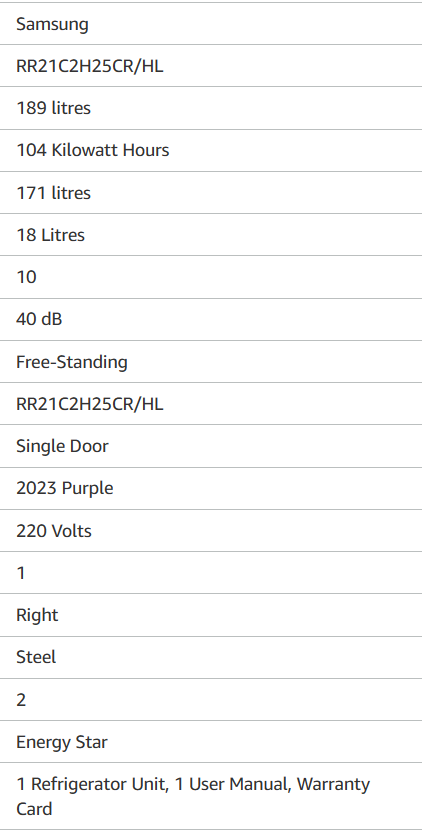 Samsung
RR21C2H25CR/HL
189 litres
104 Kilowatt Hours
171 litres
18 Litres
10
40 dB
Free-Standing
RR21C2H25CR/HL
Single Door
2023 Purple
220 Volts
1
Right
Steel
2
Energy Star
1 Refrigerator Unit, 1 User Manual, Warranty
Card